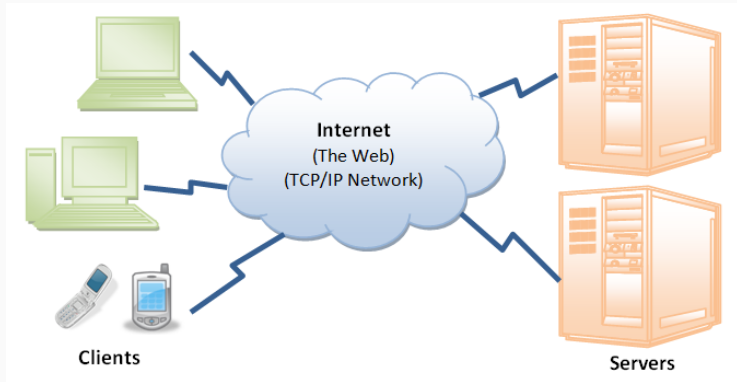 Internet
(The Web)
(TCP/IP Network)
Clients
Servers